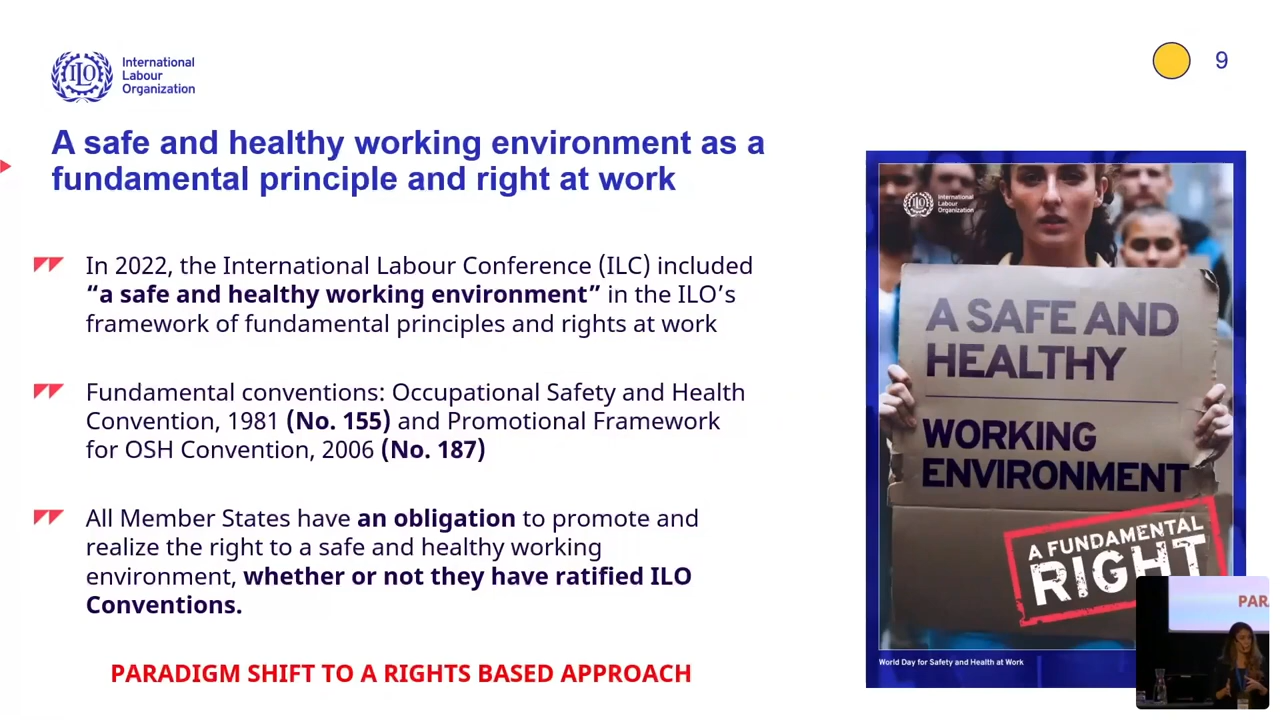 International
Labour
Organization
9
A safe and healthy working environment as a
fundamental principle and right at work
In 2022, the International Labour Conference (ILC) included
“a safe and healthy working environment” in the ILO’s
framework of fundamental principles and rights at work
Fundamental conventions: Occupational Safety and Health
Convention, 1981 (No. 155) and Promotional Framework
for OSH Convention, 2006 (No. 187)
All Member States have an obligation to promote and
realize the right to a safe and healthy working
environment, whether or not they have ratified ILO
Conventions.
PARADIGM SHIFT TO A RIGHTS BASED APPROACH
International
Labour
Organization
A SAFE AND
HEALTHY
WORKING
ENVIRONMENT
A FUNDAMENTAL
RIGHT
World Day for Safety and Health at Work
PAR